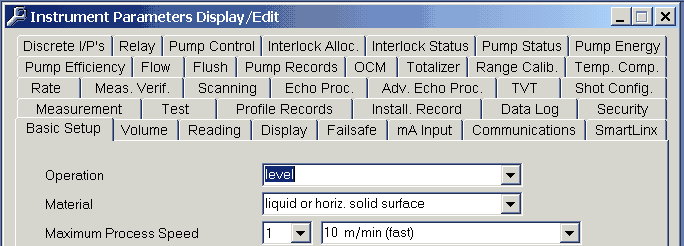 Instrument Parameters Display/Edit
Discrete I/P's Relay Pump Control Interlock Alloc. Interlock Status Pump Status Pump Energy
Pump Efficiency Flow Flush Pump Records OCM Totalizer Range Calib. Temp. Comp.
Rate Meas. Verif. Scanning Echo Proc. Adv. Echo Proc. TVT Shot Config.
Measurement Test Profile Records Install. Record Data Log Security
Basic Setup Volume Reading Display Failsafe mA Input Communications SmartLinx
Operation level
Material liquid or horiz. solid surface
Maximum Process Speed 1 10 m/min (fast)